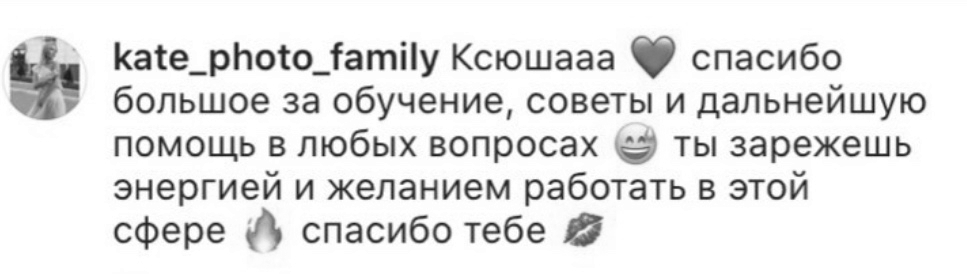 kate_photo_family Ксюшааа 🖤 спасибо
большое за обучение, советы и дальнейшую
помощь в любых вопросах 😅 ты зарежешь
энергией и желанием работать в этой
сфере 🔥 спасибо тебе 💋